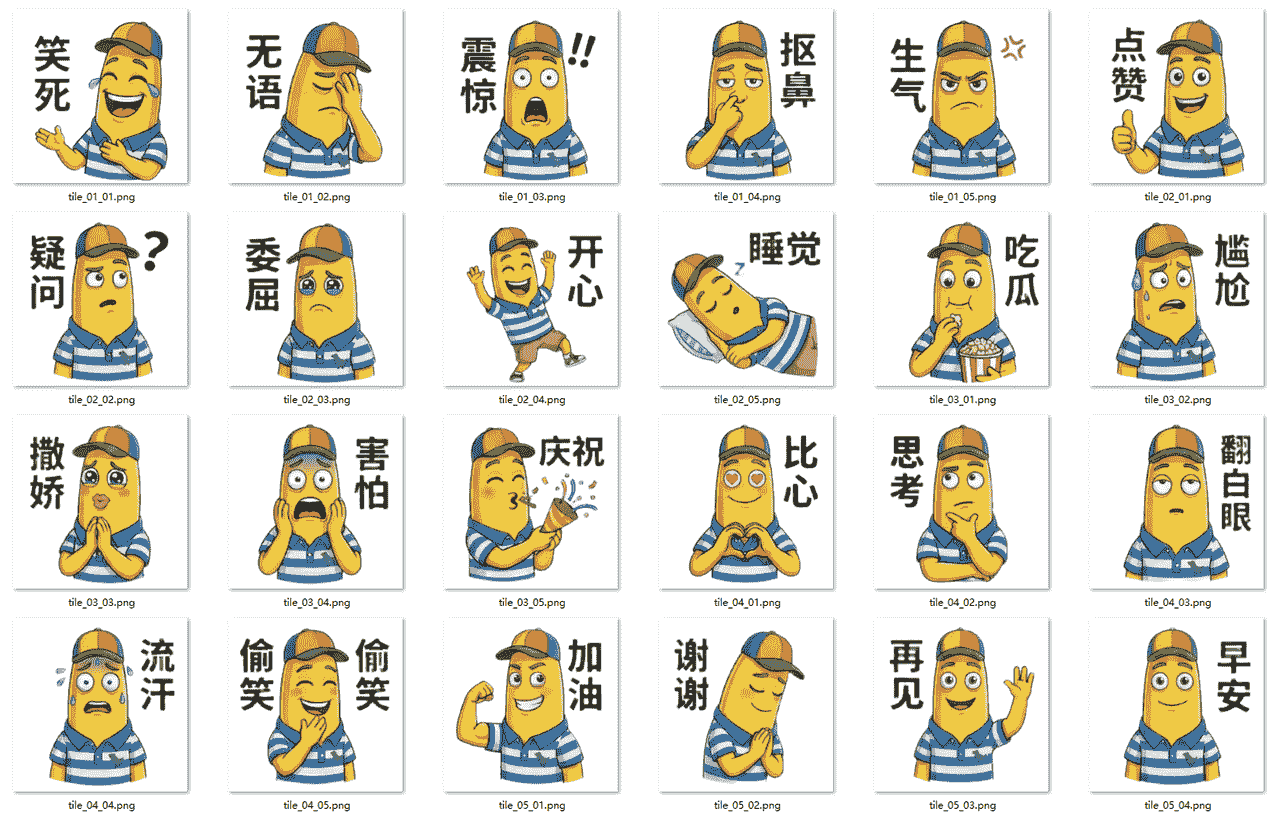 笑死
无语
震惊
!!
抠鼻
生气
点赞
tile_01_01.png
tile_01_02.png
tile_01_03.png
tile_01_04.png
tile_01_05.png
tile_02_01.png
疑问
?
委屈
开心
睡觉
z
吃瓜
尴尬
tile_02_02.png
tile_02_03.png
tile_02_04.png
tile_02_05.png
tile_03_01.png
tile_03_02.png
撒娇
害怕
庆祝
比心
思考
翻白眼
tile_03_03.png
tile_03_04.png
tile_03_05.png
tile_04_01.png
tile_04_02.png
tile_04_03.png
流汗
偷笑
偷笑
加油
谢谢
再见
早安
tile_04_04.png
tile_04_05.png
tile_05_01.png
tile_05_02.png
tile_05_03.png
tile_05_04.png